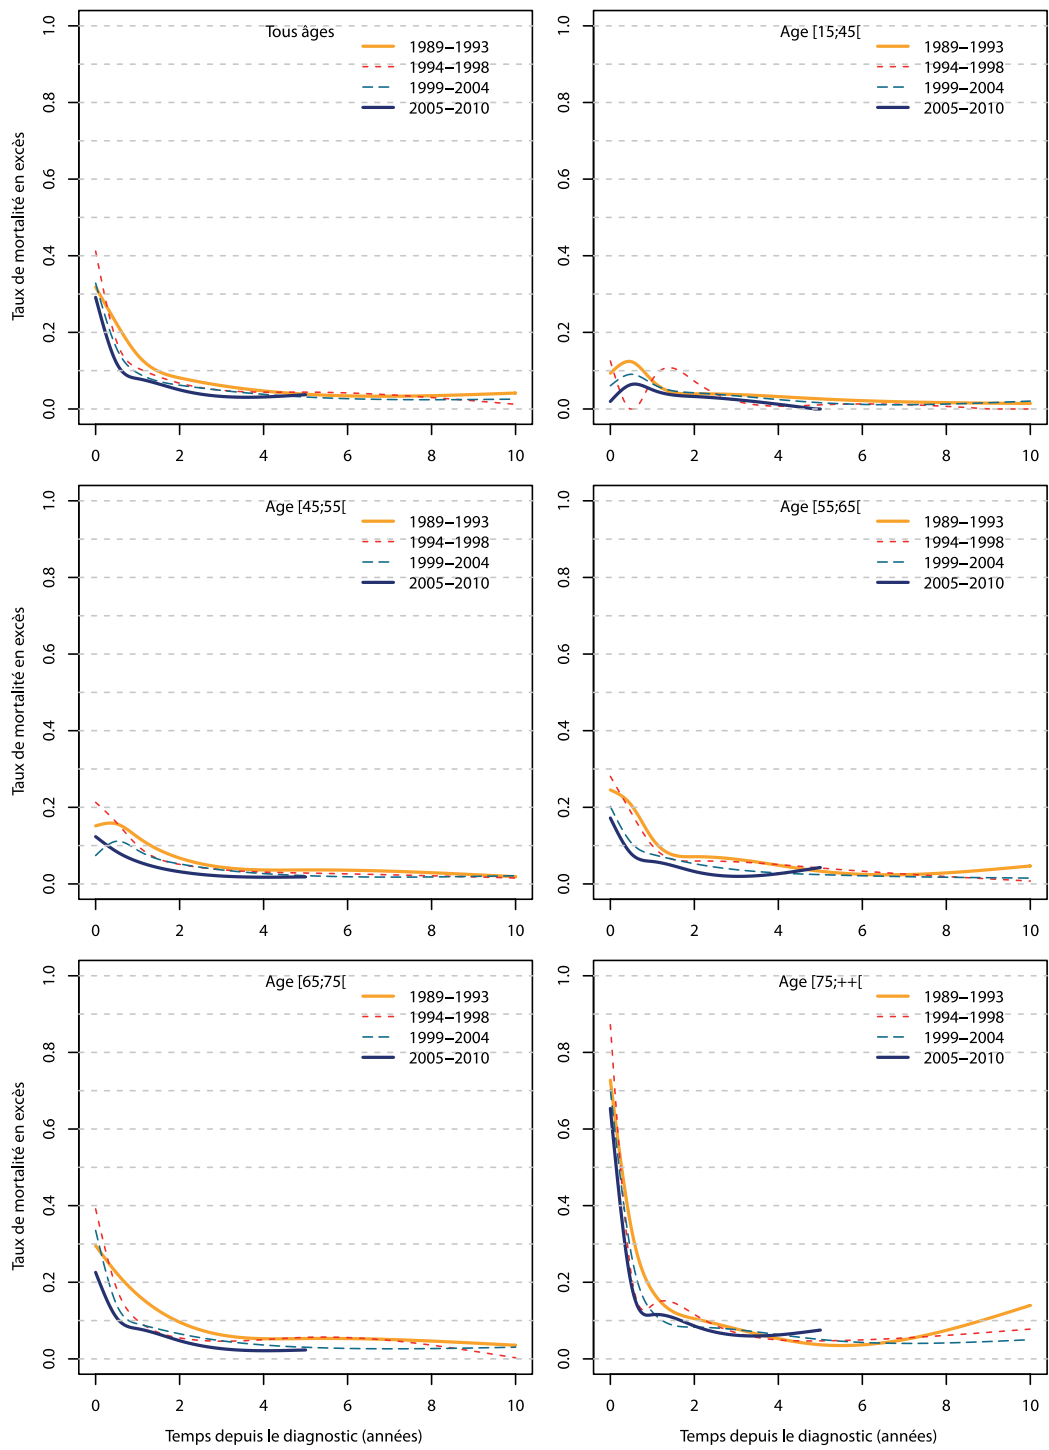 Tous âges
1989–1993
1994–1998
1999–2004
2005–2010
Taux de mortalité en excès
0.0 0.2 0.4 0.6 0.8 1.0
0 2 4 6 8 10
Age [15;45[
1989–1993
1994–1998
1999–2004
2005–2010
0.0 0.2 0.4 0.6 0.8 1.0
0 2 4 6 8 10
Age [45;55[
1989–1993
1994–1998
1999–2004
2005–2010
Taux de mortalité en excès
0.0 0.2 0.4 0.6 0.8 1.0
0 2 4 6 8 10
Age [55;65[
1989–1993
1994–1998
1999–2004
2005–2010
0.0 0.2 0.4 0.6 0.8 1.0
0 2 4 6 8 10
Age [65;75[
1989–1993
1994–1998
1999–2004
2005–2010
Taux de mortalité en excès
0.0 0.2 0.4 0.6 0.8 1.0
0 2 4 6 8 10
Temps depuis le diagnostic (années)
Age [75;++[
1989–1993
1994–1998
1999–2004
2005–2010
0.0 0.2 0.4 0.6 0.8 1.0
0 2 4 6 8 10
Temps depuis le diagnostic (années)